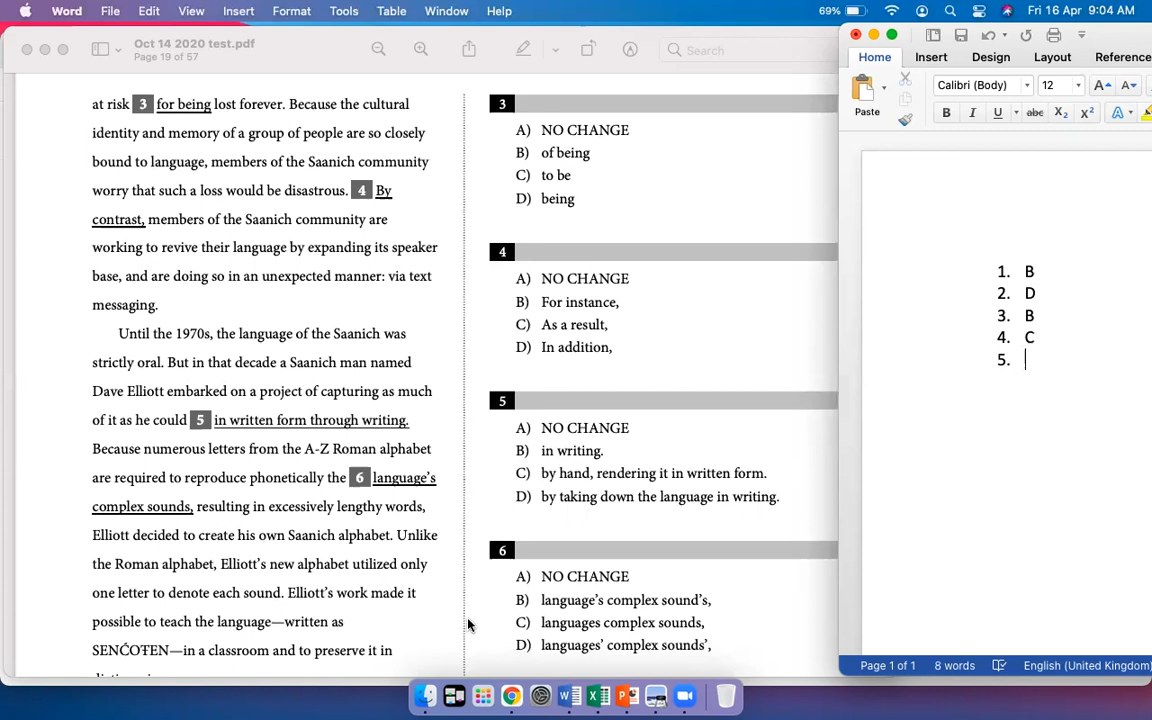 Word File Edit View Insert Format Tools Table Window Help 69% Fri 16 Apr 9:04 AM
Oct 14 2020 test.pdf
Page 19 of 57
Search
at risk 3 for being lost forever. Because the cultural
identity and memory of a group of people are so closely
bound to language, members of the Saanich community
worry that such a loss would be disastrous. 4 By
contrast, members of the Saanich community are
working to revive their language by expanding its speaker
base, and are doing so in an unexpected manner: via text
messaging.
Until the 1970s, the language of the Saanich was
strictly oral. But in that decade a Saanich man named
Dave Elliott embarked on a project of capturing as much
of it as he could 5 in written form through writing.
Because numerous letters from the A-Z Roman alphabet
are required to reproduce phonetically the 6 language's
complex sounds, resulting in excessively lengthy words,
Elliott decided to create his own Saanich alphabet. Unlike
the Roman alphabet, Elliott's new alphabet utilized only
one letter to denote each sound. Elliott's work made it
possible to teach the language—written as
SENĆOŦEN—in a classroom and to preserve it in
3
A) NO CHANGE
B) of being
C) to be
D) being
4
A) NO CHANGE
B) For instance,
C) As a result,
D) In addition,
5
A) NO CHANGE
B) in writing.
C) by hand, rendering it in written form.
D) by taking down the language in writing.
6
A) NO CHANGE
B) language's complex sound's,
C) languages complex sounds,
D) languages' complex sounds',
Home Insert Design Layout Reference
Paste
Calibri (Body) 12 A A
B I U abc X2 X2 A
1. B
2. D
3. B
4. C
5.
Page 1 of 1 8 words English (United Kingdom)